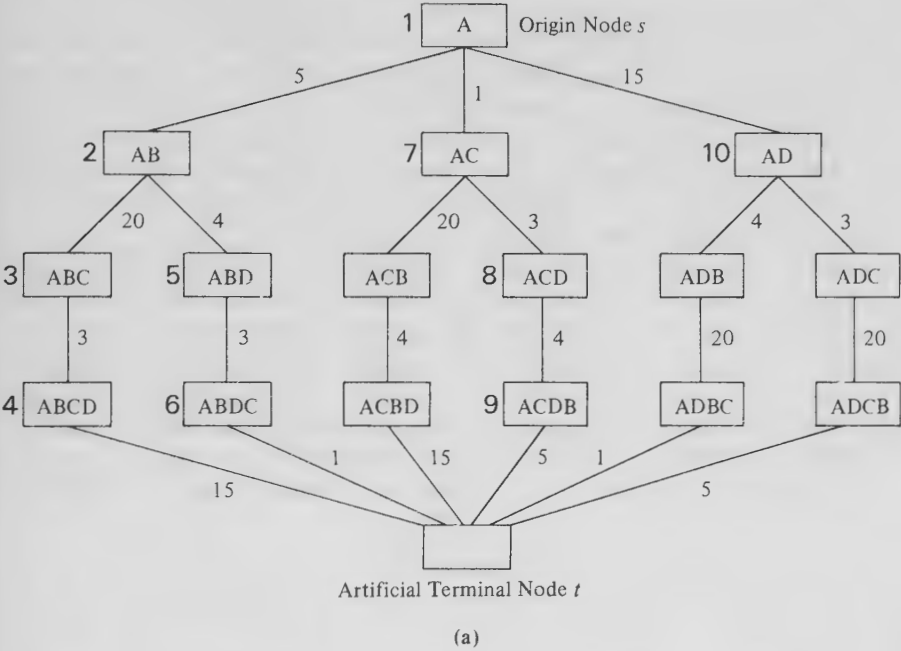 1 A Origin Node s
5 1 15
2 AB 7 AC 10 AD
20 4 20 3 4 3
3 ABC 5 ABD ACB 8 ACD ADB ADC
3 3 4 4 20 20
4 ABCD 6 ABDC ACBD 9 ACDB ADBC ADCB
15 1 15 5 1 5
Artificial Terminal Node t
(a)